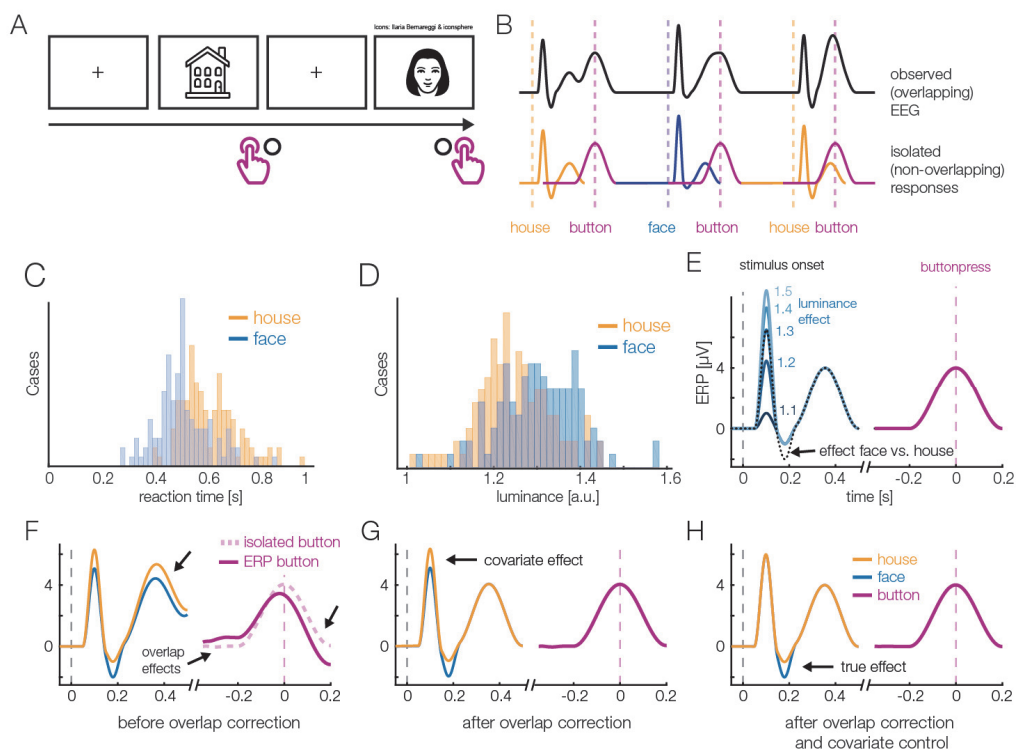 A
Icons: Ilaria Bernareggi & iconsphere
B
observed
(overlapping)
EEG
isolated
(non-overlapping)
responses
house
button
face
button
house
button
C
Cases
house
face
0
0.2
0.4
0.6
0.8
1
reaction time [s]
D
Cases
house
face
1
1.2
1.4
1.6
luminance [a.u.]
E
stimulus onset
buttonpress
1.5
1.4
1.3
1.2
1.1
luminance
effect
ERP [µV]
4
0
effect face vs. house
0
0.2
0.4
-0.2
0
0.2
time [s]
F
isolated button
ERP button
4
0
overlap
effects
0
0.2
0.4
-0.2
0
0.2
before overlap correction
G
covariate effect
4
0
0
0.2
0.4
-0.2
0
0.2
after overlap correction
H
house
face
button
4
0
true effect
0
0.2
0.4
-0.2
0
0.2
after overlap correction
and covariate control